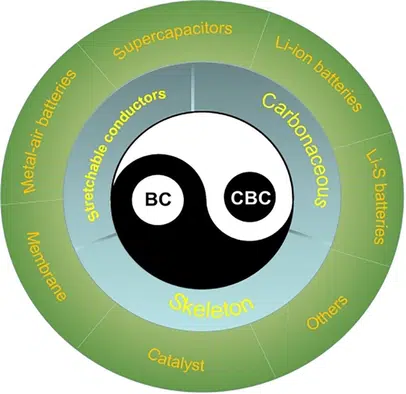 Supercapacitors
Li-ion batteries
Li-S batteries
Others
Catalyst
Membrane
Metal-air batteries
Stretchable conductors
Carbonaceous
Skeleton
BC
CBC